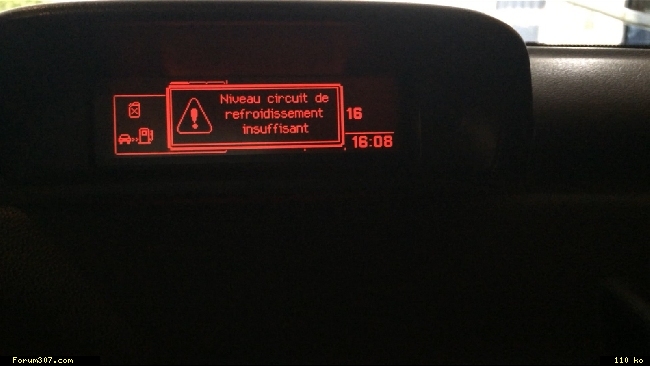 Niveau circuit de
refroidissement
insuffisant
16
16:08
Forum307.com
110 ko